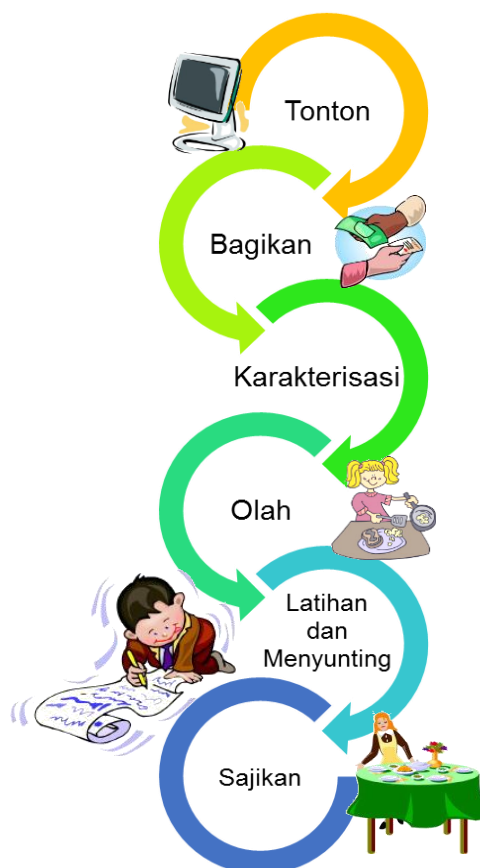 Tonton
Bagikan
Karakterisasi
Olah
Latihan
dan
Menyunting
Sajikan